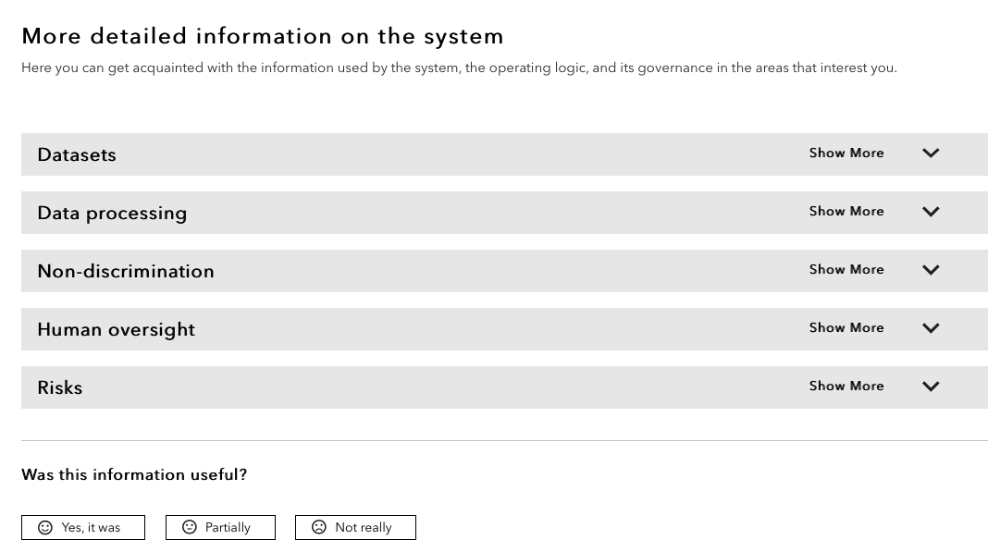 More detailed information on the system
Here you can get acquainted with the information used by the system, the operating logic, and its governance in the areas that interest you.
Datasets Show More
Data processing Show More
Non-discrimination Show More
Human oversight Show More
Risks Show More
Was this information useful?
Yes, it was Partially Not really